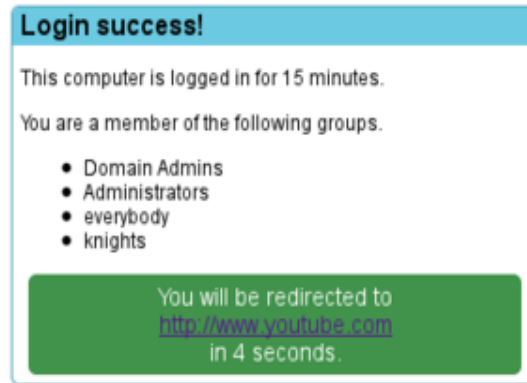 Login success!
This computer is logged in for 15 minutes.
You are a member of the following groups.
Domain Admins
Administrators
everybody
knights
You will be redirected to
http://www.youtube.com
in 4 seconds.